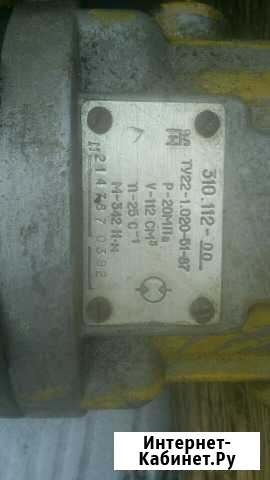 310.112-00
ТУ22-1.020-51-87
P-20МПа
V-112 СМ³
П-25 С⁻¹
М-342 Н·м
Интернет-
Кабинет.Ру